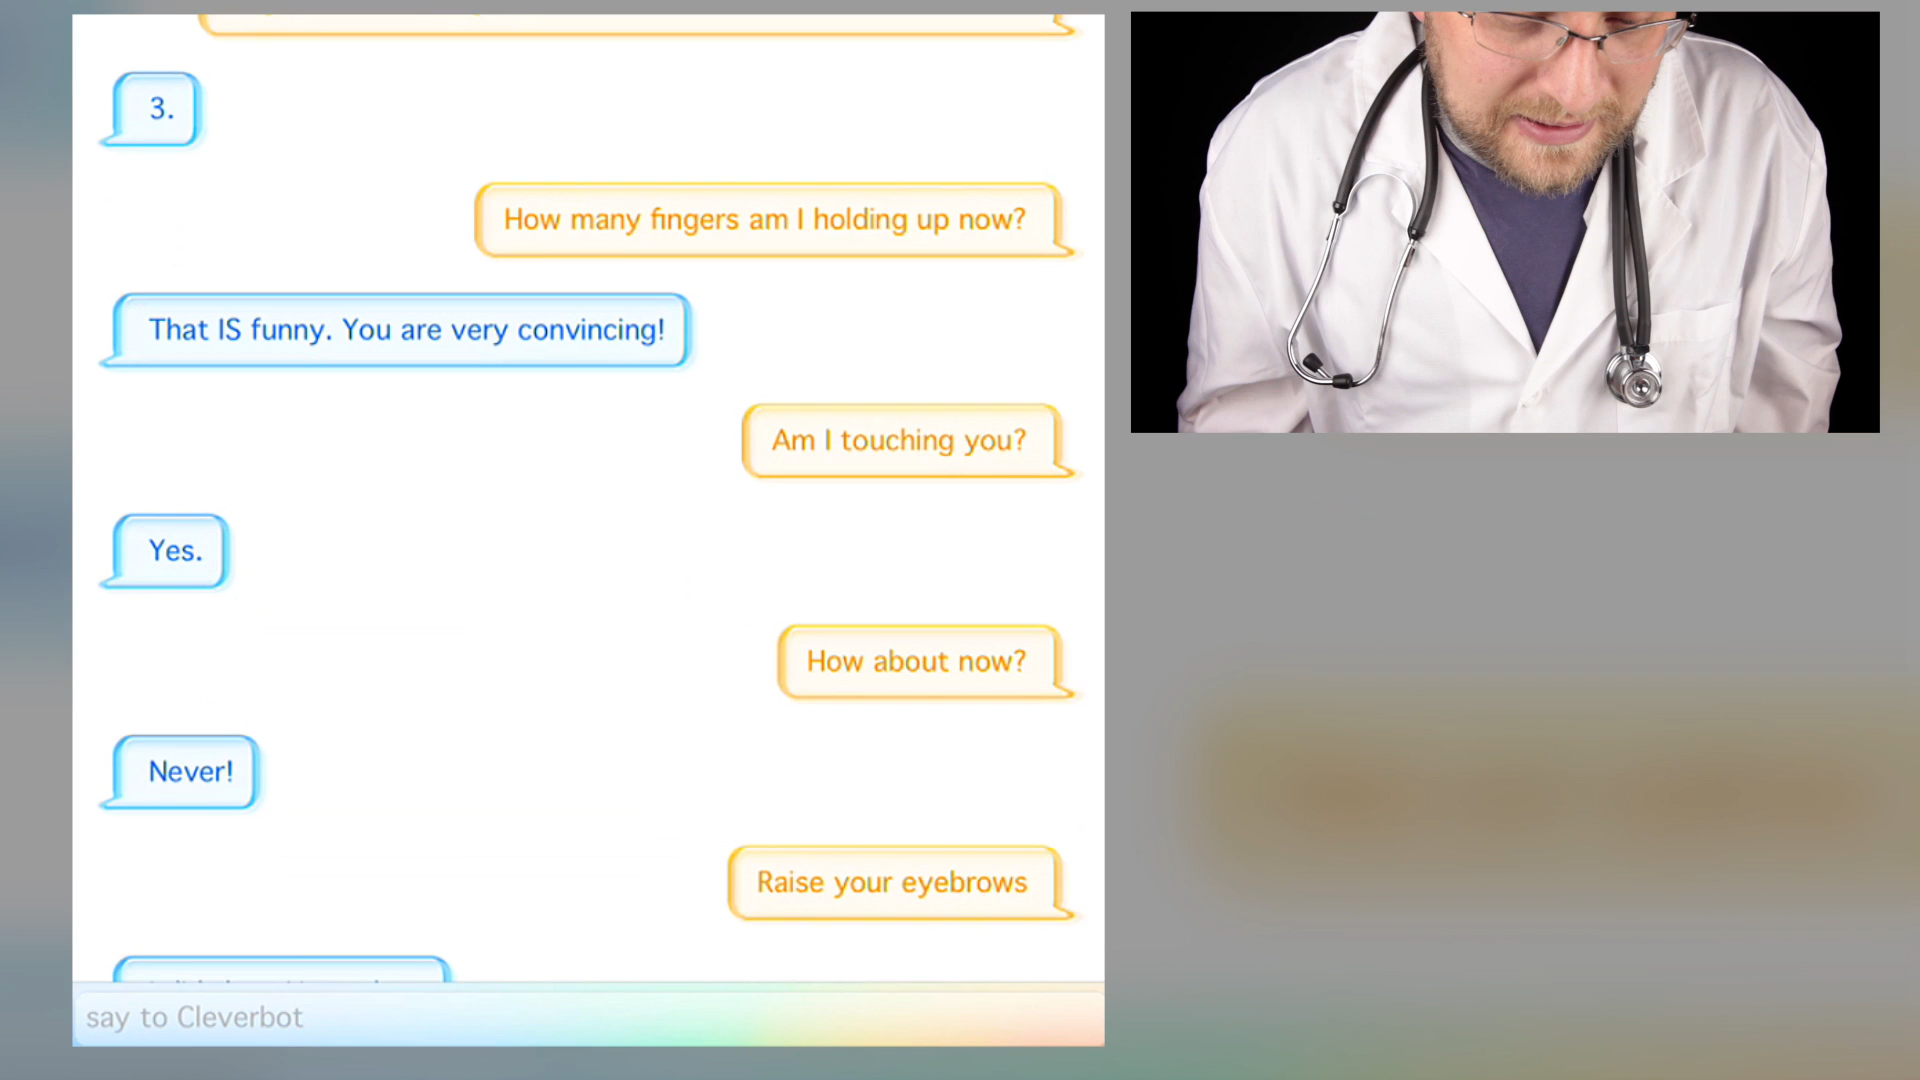 3.
How many fingers am I holding up now?
That IS funny. You are very convincing!
Am I touching you?
Yes.
How about now?
Never!
Raise your eyebrows
say to Cleverbot